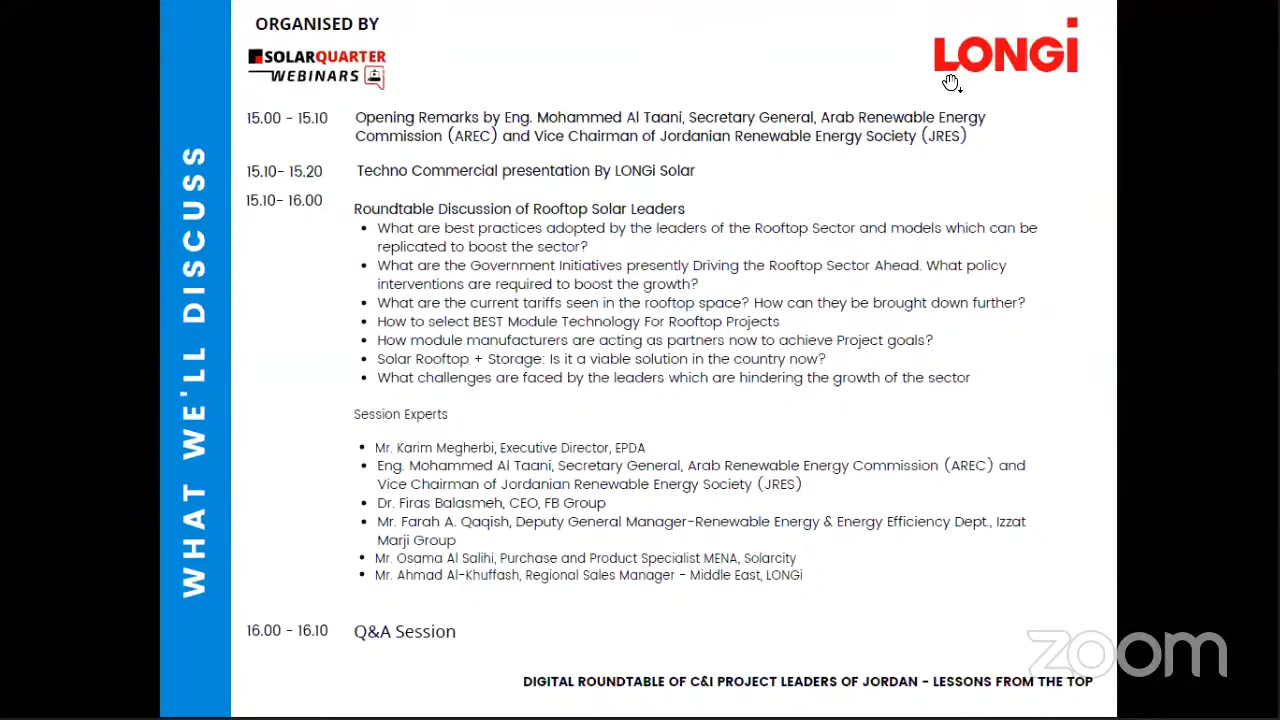 ORGANISED BY
SOLARQUARTER
WEBINARS
LONGi
WHAT WE'LL DISCUSS
15.00 - 15.10 Opening Remarks by Eng. Mohammed Al Taani, Secretary General, Arab Renewable Energy
Commission (AREC) and Vice Chairman of Jordanian Renewable Energy Society (JRES)
15.10- 15.20 Techno Commercial presentation By LONGi Solar
15.10- 16.00 Roundtable Discussion of Rooftop Solar Leaders
• What are best practices adopted by the leaders of the Rooftop Sector and models which can be
replicated to boost the sector?
• What are the Government Initiatives presently Driving the Rooftop Sector Ahead. What policy
interventions are required to boost the growth?
• What are the current tariffs seen in the rooftop space? How can they be brought down further?
• How to select BEST Module Technology For Rooftop Projects
• How module manufacturers are acting as partners now to achieve Project goals?
• Solar Rooftop + Storage: Is it a viable solution in the country now?
• What challenges are faced by the leaders which are hindering the growth of the sector
Session Experts
• Mr. Karim Megherbi, Executive Director, EPDA
• Eng. Mohammed Al Taani, Secretary General, Arab Renewable Energy Commission (AREC) and
Vice Chairman of Jordanian Renewable Energy Society (JRES)
• Dr. Firas Balasmeh, CEO, FB Group
• Mr. Farah A. Qaqish, Deputy General Manager-Renewable Energy & Energy Efficiency Dept., Izzat
Marji Group
• Mr. Osama Al Salihi, Purchase and Product Specialist MENA, Solarcity
• Mr. Ahmad Al-Khuffash, Regional Sales Manager - Middle East, LONGi
16.00 - 16.10 Q&A Session
zoom
DIGITAL ROUNDTABLE OF C&I PROJECT LEADERS OF JORDAN - LESSONS FROM THE TOP